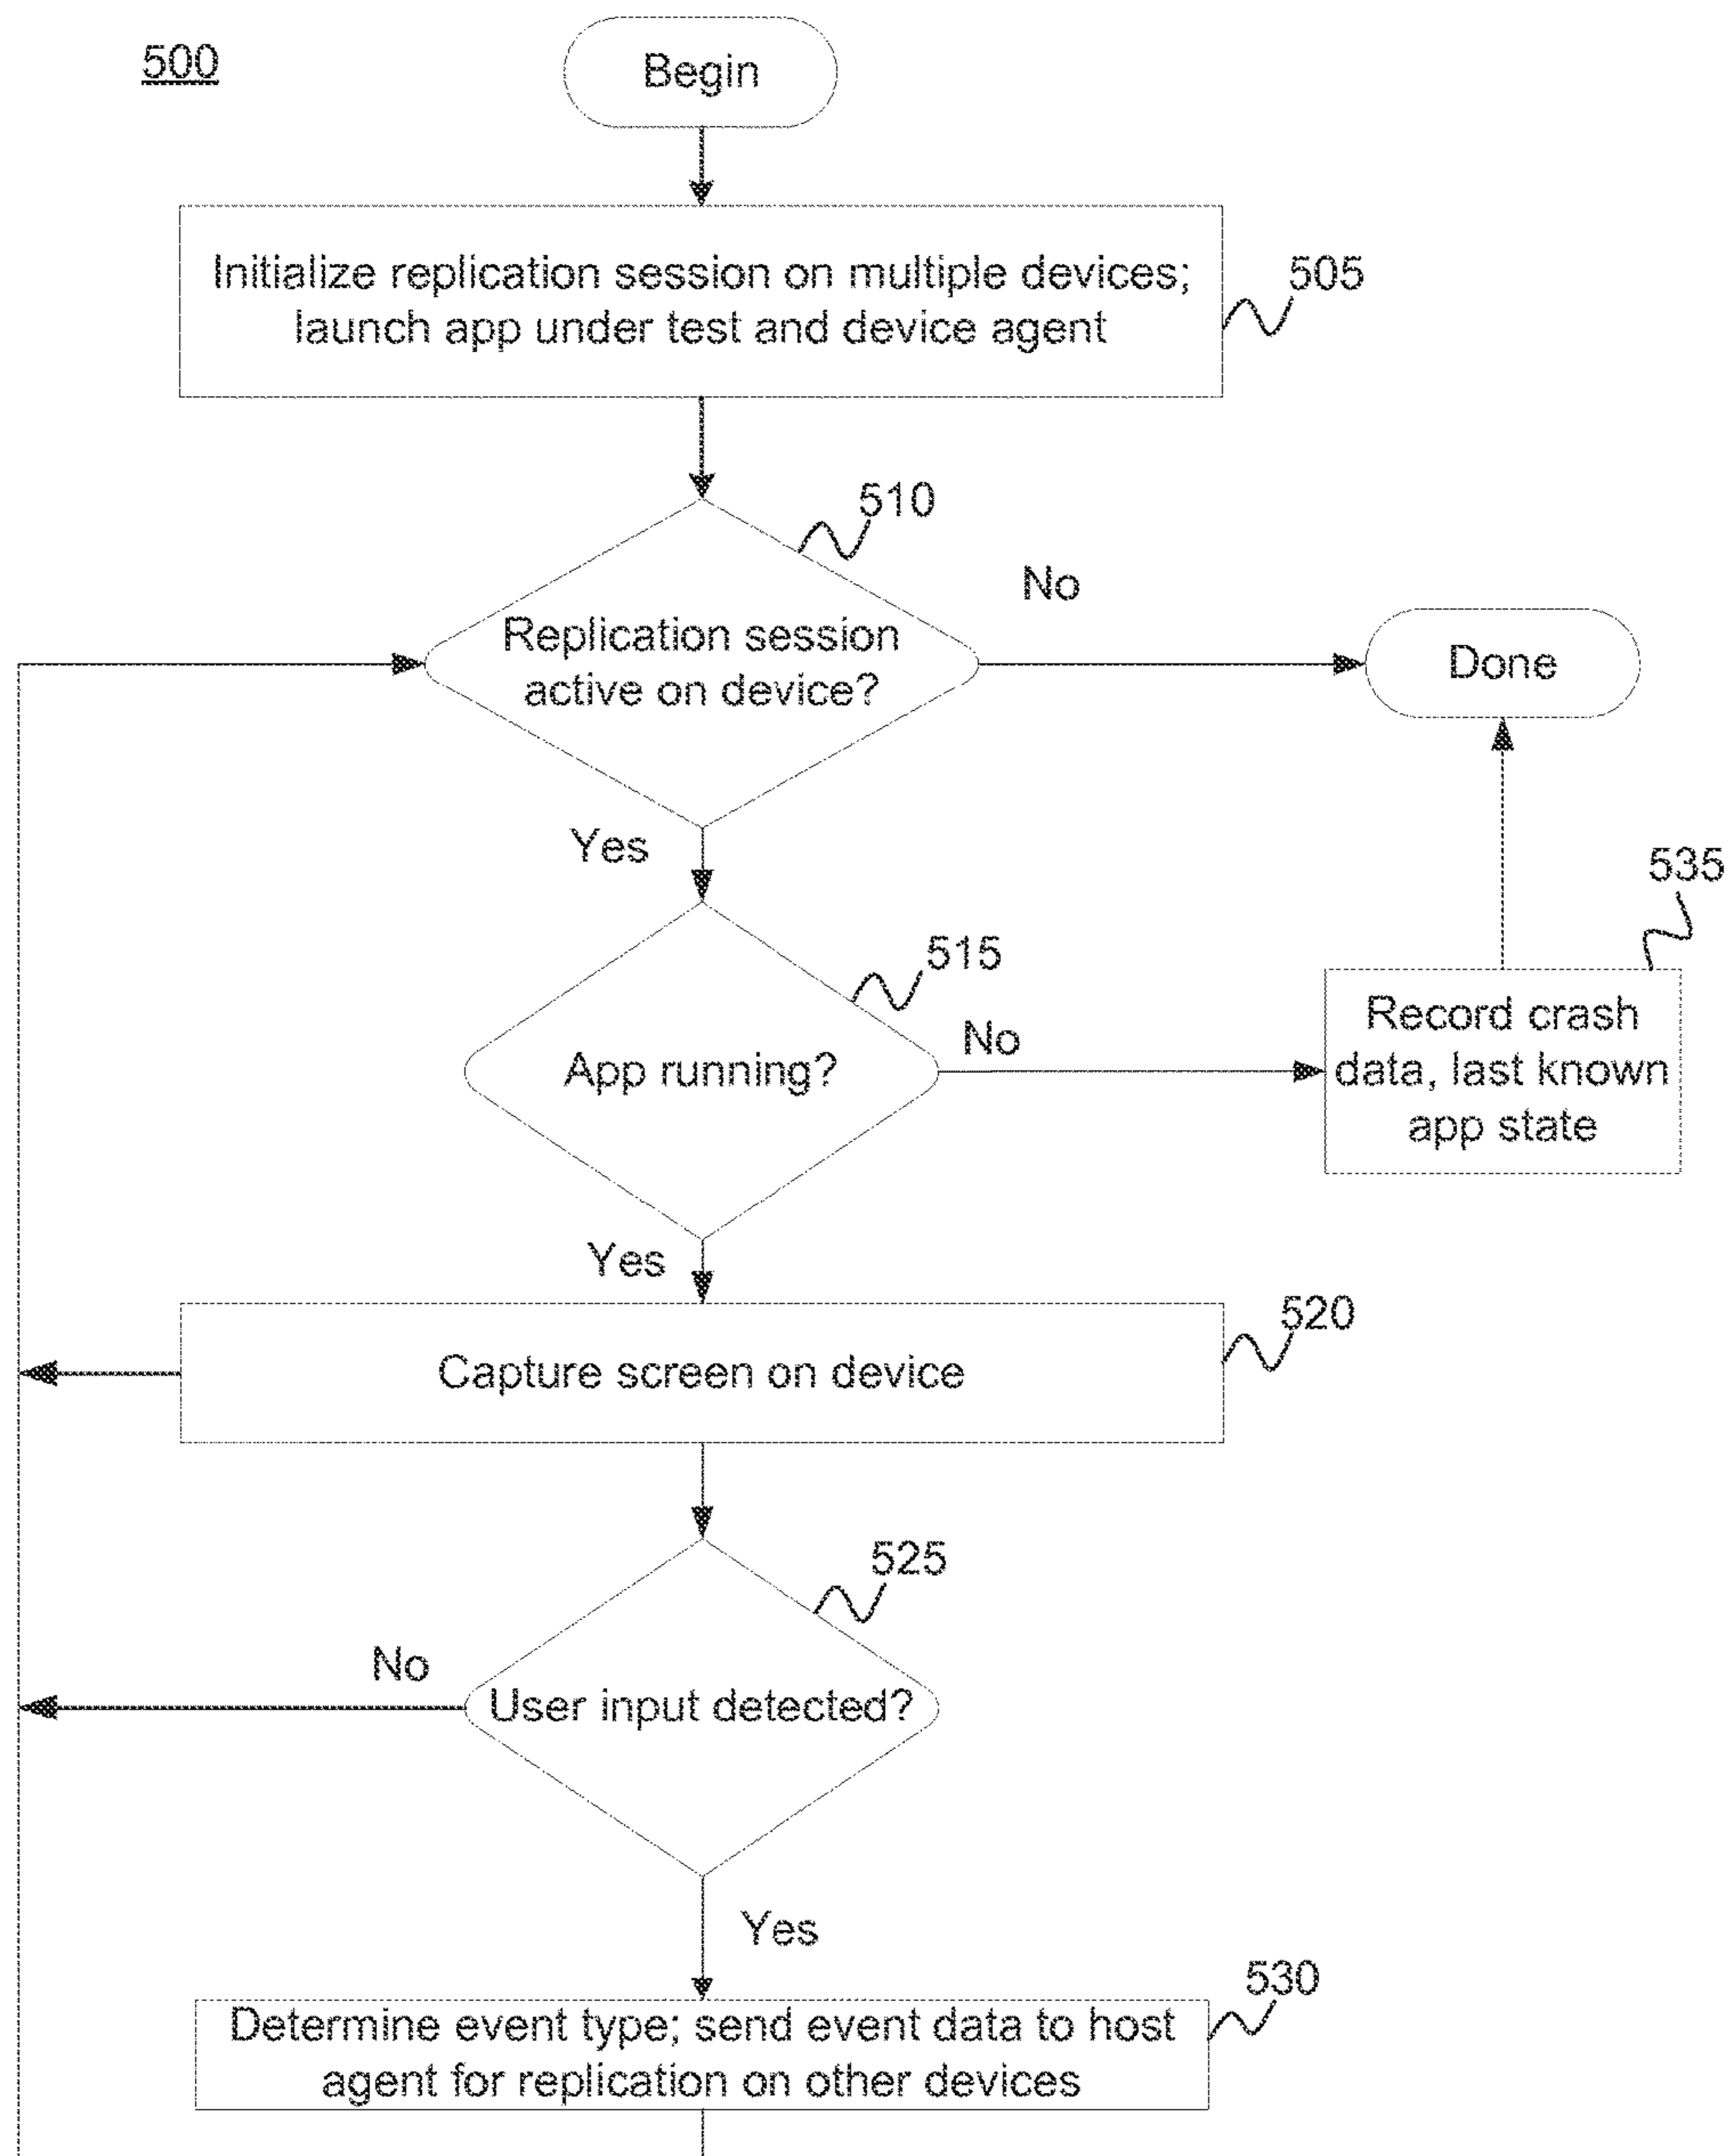 500
Begin
Initialize replication session on multiple devices;
launch app under test and device agent
505
510
Replication session
active on device?
No
Done
Yes
515
App running?
No
535
Record crash
data, last known
app state
Yes
520
Capture screen on device
525
User input detected?
No
Yes
530
Determine event type; send event data to host
agent for replication on other devices